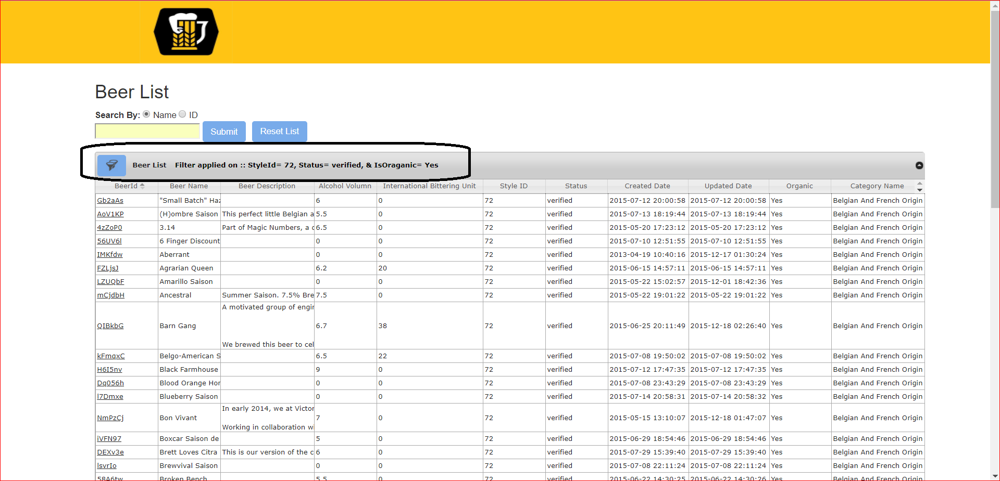 Beer List
Search By: Name ID
Submit Reset List
Beer List Filter applied on :: StyleId= 72, Status= verified, & IsOraganic= Yes
BeerId Beer Name Beer Description Alcohol Volumn International Bittering Unit Style ID Status Created Date Updated Date Organic Category Name
Gb2aAs "Small Batch" Haz 6 0 72 verified 2015-07-12 20:00:58 2015-07-12 20:00:58 Yes Belgian And French Origin
AoV1KP (H)ombre Saison This perfect little Belgian a 5.5 0 72 verified 2015-07-13 18:19:44 2015-07-13 18:19:44 Yes Belgian And French Origin
4zZoP0 3.14 Part of Magic Numbers, a c 6.5 0 72 verified 2015-05-20 17:23:12 2015-05-20 17:23:12 Yes Belgian And French Origin
56UV6l 6 Finger Discount 0 0 72 verified 2015-07-10 12:51:55 2015-07-10 12:51:55 Yes Belgian And French Origin
IMKfdw Aberrant 0 0 72 verified 2013-04-19 10:40:16 2015-12-17 01:30:24 Yes Belgian And French Origin
FZLjsJ Agrarian Queen 6.2 20 72 verified 2015-06-15 14:57:11 2015-06-15 14:57:11 Yes Belgian And French Origin
LZUQbF Amarillo Saison 0 0 72 verified 2015-05-22 15:02:57 2015-12-01 18:42:36 Yes Belgian And French Origin
mCjdbH Ancestral Summer Saison. 7.5% Bre 7.5 0 72 verified 2015-05-22 19:01:22 2015-05-22 19:01:22 Yes Belgian And French Origin
A motivated group of engir
QIBkbG Barn Gang 6.7 38 72 verified 2015-06-25 20:11:49 2015-12-18 02:26:40 Yes Belgian And French Origin
We brewed this beer to cel
kFmqxC Belgo-American S 6.5 22 72 verified 2015-07-08 19:50:02 2015-07-08 19:50:02 Yes Belgian And French Origin
H6I5nv Black Farmhouse 9 0 72 verified 2015-07-12 17:47:35 2015-07-12 17:47:35 Yes Belgian And French Origin
Dq056h Blood Orange Hor 0 0 72 verified 2015-07-08 23:43:29 2015-07-08 23:43:29 Yes Belgian And French Origin
l7Dmxe Blueberry Saison 0 0 72 verified 2015-07-14 20:58:31 2015-07-14 20:58:32 Yes Belgian And French Origin
In early 2014, we at Victor
NmPzCj Bon Vivant 7 0 72 verified 2015-05-15 13:10:07 2015-12-18 01:47:07 Yes Belgian And French Origin
Working in collaboration wi
iVFN97 Boxcar Saison de 5 0 72 verified 2015-06-29 18:54:46 2015-06-29 18:54:46 Yes Belgian And French Origin
DEXv3e Brett Loves Citra This is our version of the c 6 0 72 verified 2015-07-29 15:39:40 2015-07-29 15:39:40 Yes Belgian And French Origin
lsvrIo Brewvival Saison 0 0 72 verified 2015-07-08 22:11:24 2015-07-08 22:11:24 Yes Belgian And French Origin
58A6tw Broken Bench 5.5 0 72 verified 2015-06-22 14:30:25 2015-06-22 14:30:26 Yes Belgian And French Origin